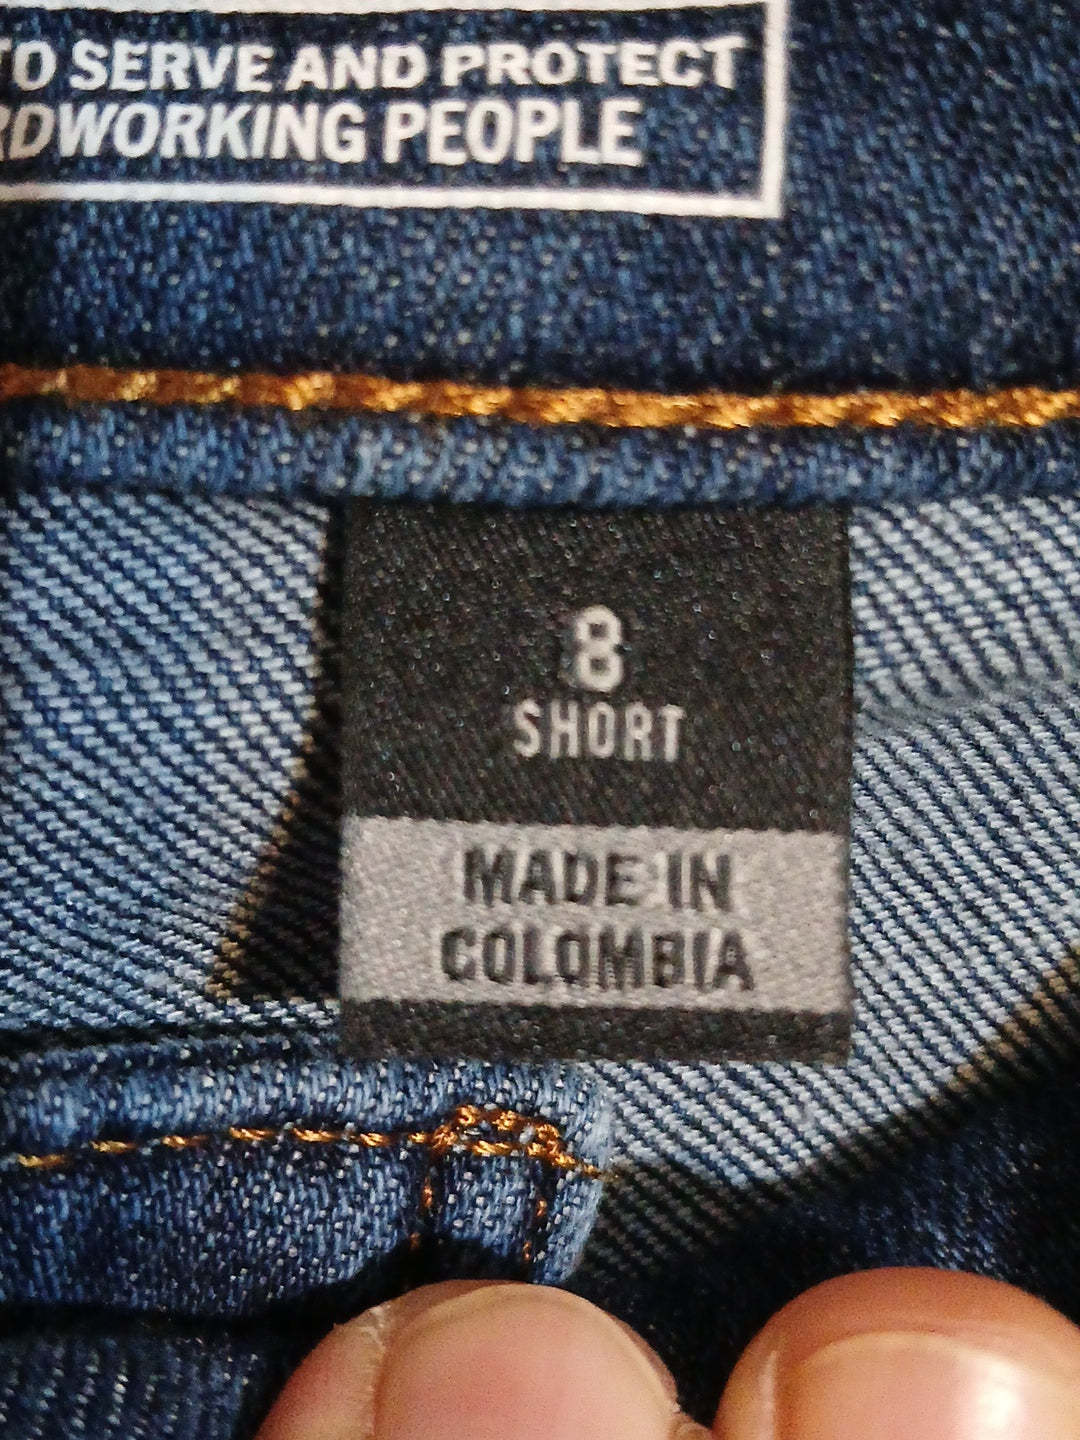 TO SERVE AND PROTECT
RDWORKING PEOPLE
8
SHORT
MADE IN
COLOMBIA